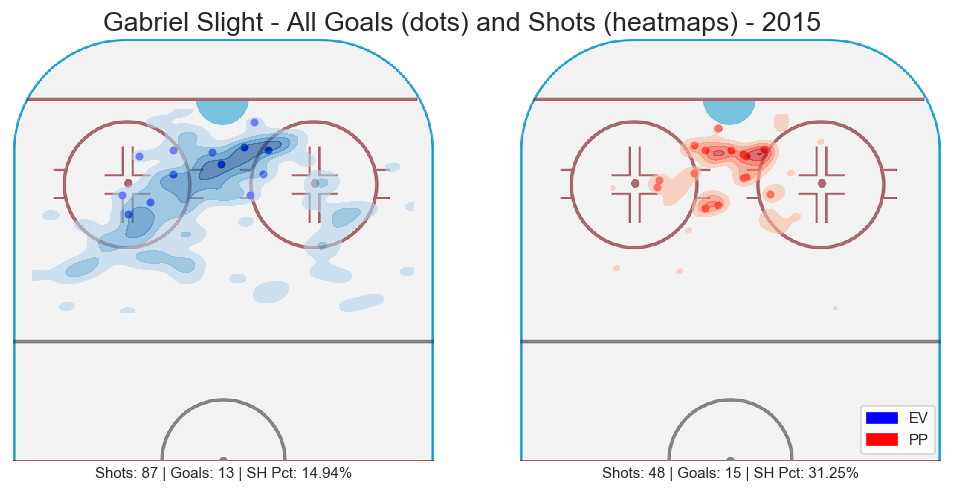 Gabriel Slight - All Goals (dots) and Shots (heatmaps) - 2015
EV
PP
Shots: 87 | Goals: 13 | SH Pct: 14.94%
Shots: 48 | Goals: 15 | SH Pct: 31.25%